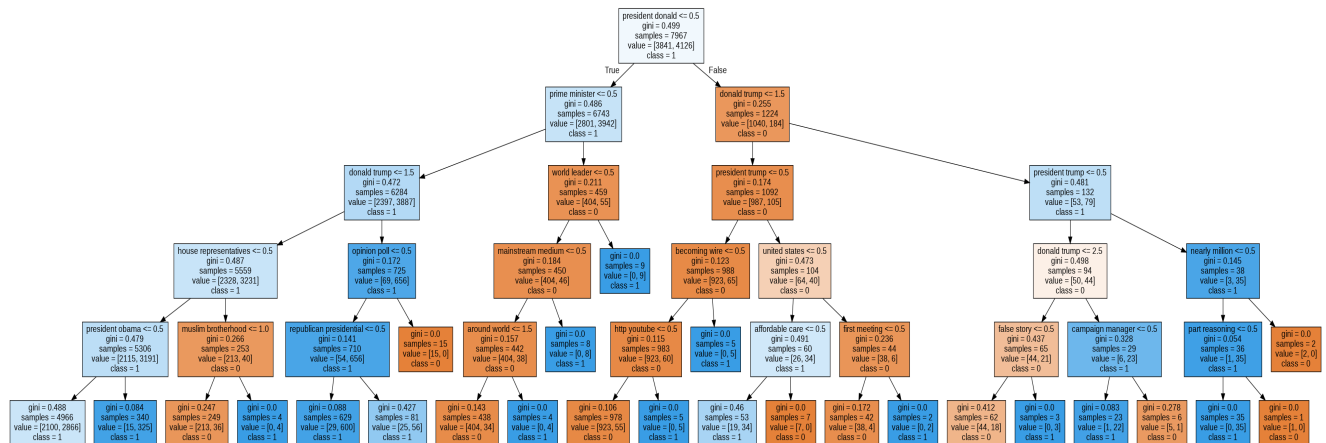 president donald <= 0.5
gini = 0.499
samples = 7967
value = [3841, 4126]
class = 1
True
False
prime minister <= 0.5
gini = 0.486
samples = 6743
value = [2801, 3942]
class = 1
donald trump <= 1.5
gini = 0.255
samples = 1224
value = [1040, 184]
class = 0
donald trump <= 1.5
gini = 0.472
samples = 6284
value = [2397, 3887]
class = 1
world leader <= 0.5
gini = 0.211
samples = 459
value = [404, 55]
class = 0
president trump <= 0.5
gini = 0.174
samples = 1092
value = [987, 105]
class = 0
president trump <= 0.5
gini = 0.481
samples = 132
value = [53, 79]
class = 1
house representatives <= 0.5
gini = 0.487
samples = 5559
value = [2328, 3231]
class = 1
opinion poll <= 0.5
gini = 0.172
samples = 725
value = [69, 656]
class = 1
mainstream medium <= 0.5
gini = 0.184
samples = 450
value = [404, 46]
class = 0
gini = 0.0
samples = 9
value = [0, 9]
class = 1
becoming wire <= 0.5
gini = 0.123
samples = 988
value = [923, 65]
class = 0
united states <= 0.5
gini = 0.473
samples = 104
value = [64, 40]
class = 0
donald trump <= 2.5
gini = 0.498
samples = 94
value = [50, 44]
class = 0
nearly million <= 0.5
gini = 0.145
samples = 38
value = [3, 35]
class = 1
president obama <= 0.5
gini = 0.479
samples = 5306
value = [2115, 3191]
class = 1
muslim brotherhood <= 1.0
gini = 0.266
samples = 253
value = [213, 40]
class = 0
republican presidential <= 0.5
gini = 0.141
samples = 710
value = [54, 656]
class = 1
gini = 0.0
samples = 15
value = [15, 0]
class = 0
around world <= 1.5
gini = 0.157
samples = 442
value = [404, 38]
class = 0
gini = 0.0
samples = 8
value = [0, 8]
class = 1
http youtube <= 0.5
gini = 0.115
samples = 983
value = [923, 60]
class = 0
gini = 0.0
samples = 5
value = [0, 5]
class = 1
affordable care <= 0.5
gini = 0.491
samples = 60
value = [26, 34]
class = 1
first meeting <= 0.5
gini = 0.236
samples = 44
value = [38, 6]
class = 0
false story <= 0.5
gini = 0.437
samples = 65
value = [44, 21]
class = 0
campaign manager <= 0.5
gini = 0.328
samples = 29
value = [6, 23]
class = 1
part reasoning <= 0.5
gini = 0.054
samples = 36
value = [1, 35]
class = 1
gini = 0.0
samples = 2
value = [2, 0]
class = 0
gini = 0.488
samples = 4966
value = [2100, 2866]
class = 1
gini = 0.084
samples = 340
value = [15, 325]
class = 1
gini = 0.247
samples = 249
value = [213, 36]
class = 0
gini = 0.0
samples = 4
value = [0, 4]
class = 1
gini = 0.088
samples = 629
value = [29, 600]
class = 1
gini = 0.427
samples = 81
value = [25, 56]
class = 1
gini = 0.143
samples = 438
value = [404, 34]
class = 0
gini = 0.0
samples = 4
value = [0, 4]
class = 1
gini = 0.106
samples = 978
value = [923, 55]
class = 0
gini = 0.0
samples = 5
value = [0, 5]
class = 1
gini = 0.46
samples = 53
value = [19, 34]
class = 1
gini = 0.0
samples = 7
value = [7, 0]
class = 0
gini = 0.172
samples = 42
value = [38, 4]
class = 0
gini = 0.0
samples = 2
value = [0, 2]
class = 1
gini = 0.412
samples = 62
value = [44, 18]
class = 0
gini = 0.0
samples = 3
value = [0, 3]
class = 1
gini = 0.083
samples = 23
value = [1, 22]
class = 1
gini = 0.278
samples = 6
value = [5, 1]
class = 0
gini = 0.0
samples = 35
value = [0, 35]
class = 1
gini = 0.0
samples = 1
value = [1, 0]
class = 0